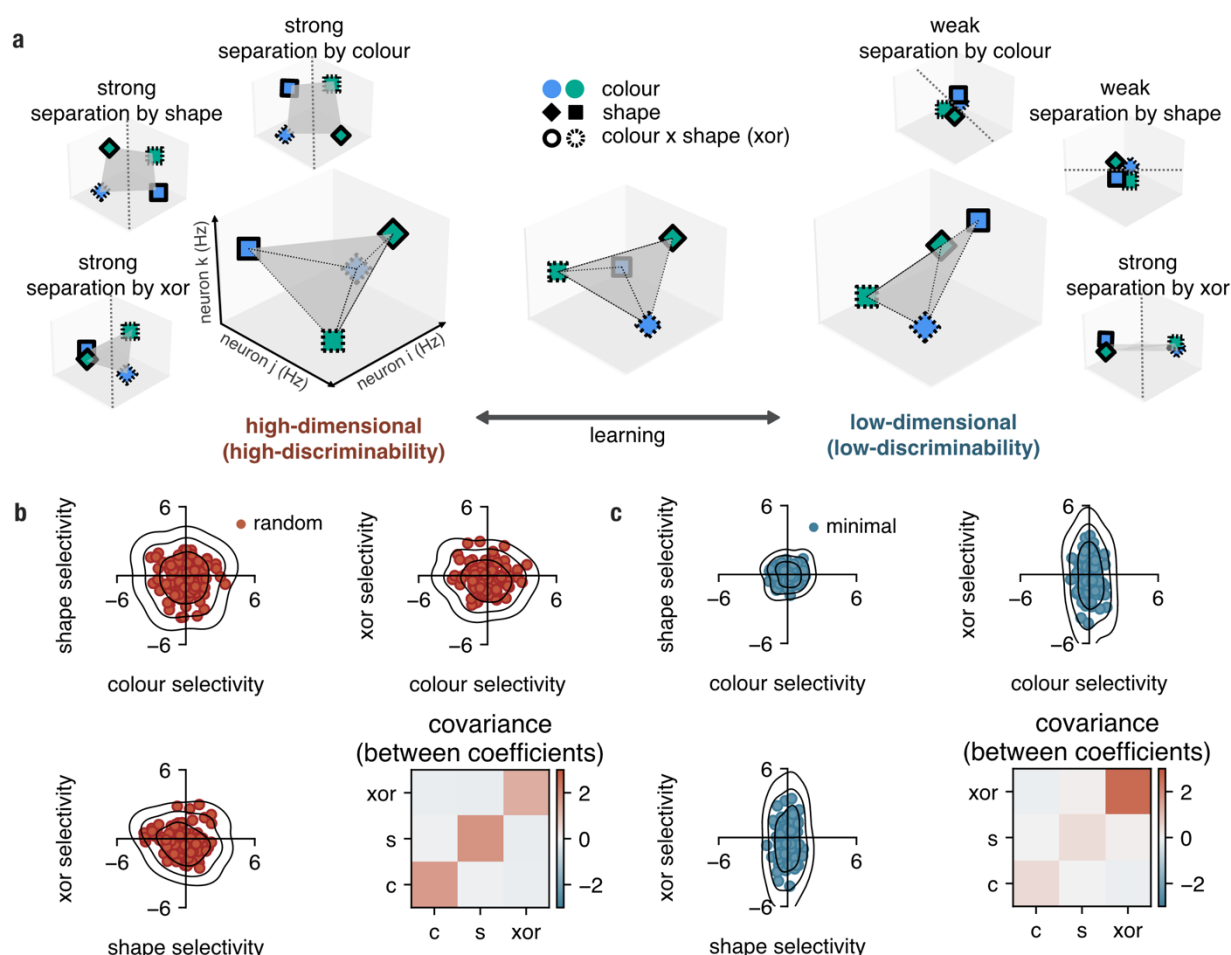 a
strong
separation by shape
strong
separation by colour
strong
separation by xor
colour
shape
colour x shape (xor)
weak
separation by colour
weak
separation by shape
strong
separation by xor
neuron k (Hz)
neuron j (Hz)
neuron i (Hz)
high-dimensional
(high-discriminability)
learning
low-dimensional
(low-discriminability)
b
shape selectivity
6
−6
6
−6
random
colour selectivity
xor selectivity
6
−6
6
−6
colour selectivity
xor selectivity
6
−6
6
−6
shape selectivity
covariance
(between coefficients)
xor
s
c
c
s
xor
2
0
−2
c
shape selectivity
6
−6
6
−6
minimal
colour selectivity
xor selectivity
6
−6
6
−6
colour selectivity
xor selectivity
6
−6
6
−6
shape selectivity
covariance
(between coefficients)
xor
s
c
c
s
xor
2
0
−2